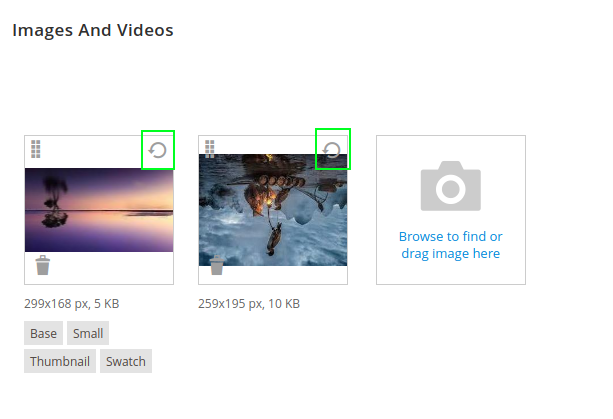 Images And Videos
Browse to find or
drag image here
299x168 px, 5 KB
259x195 px, 10 KB
Base
Small
Thumbnail
Swatch